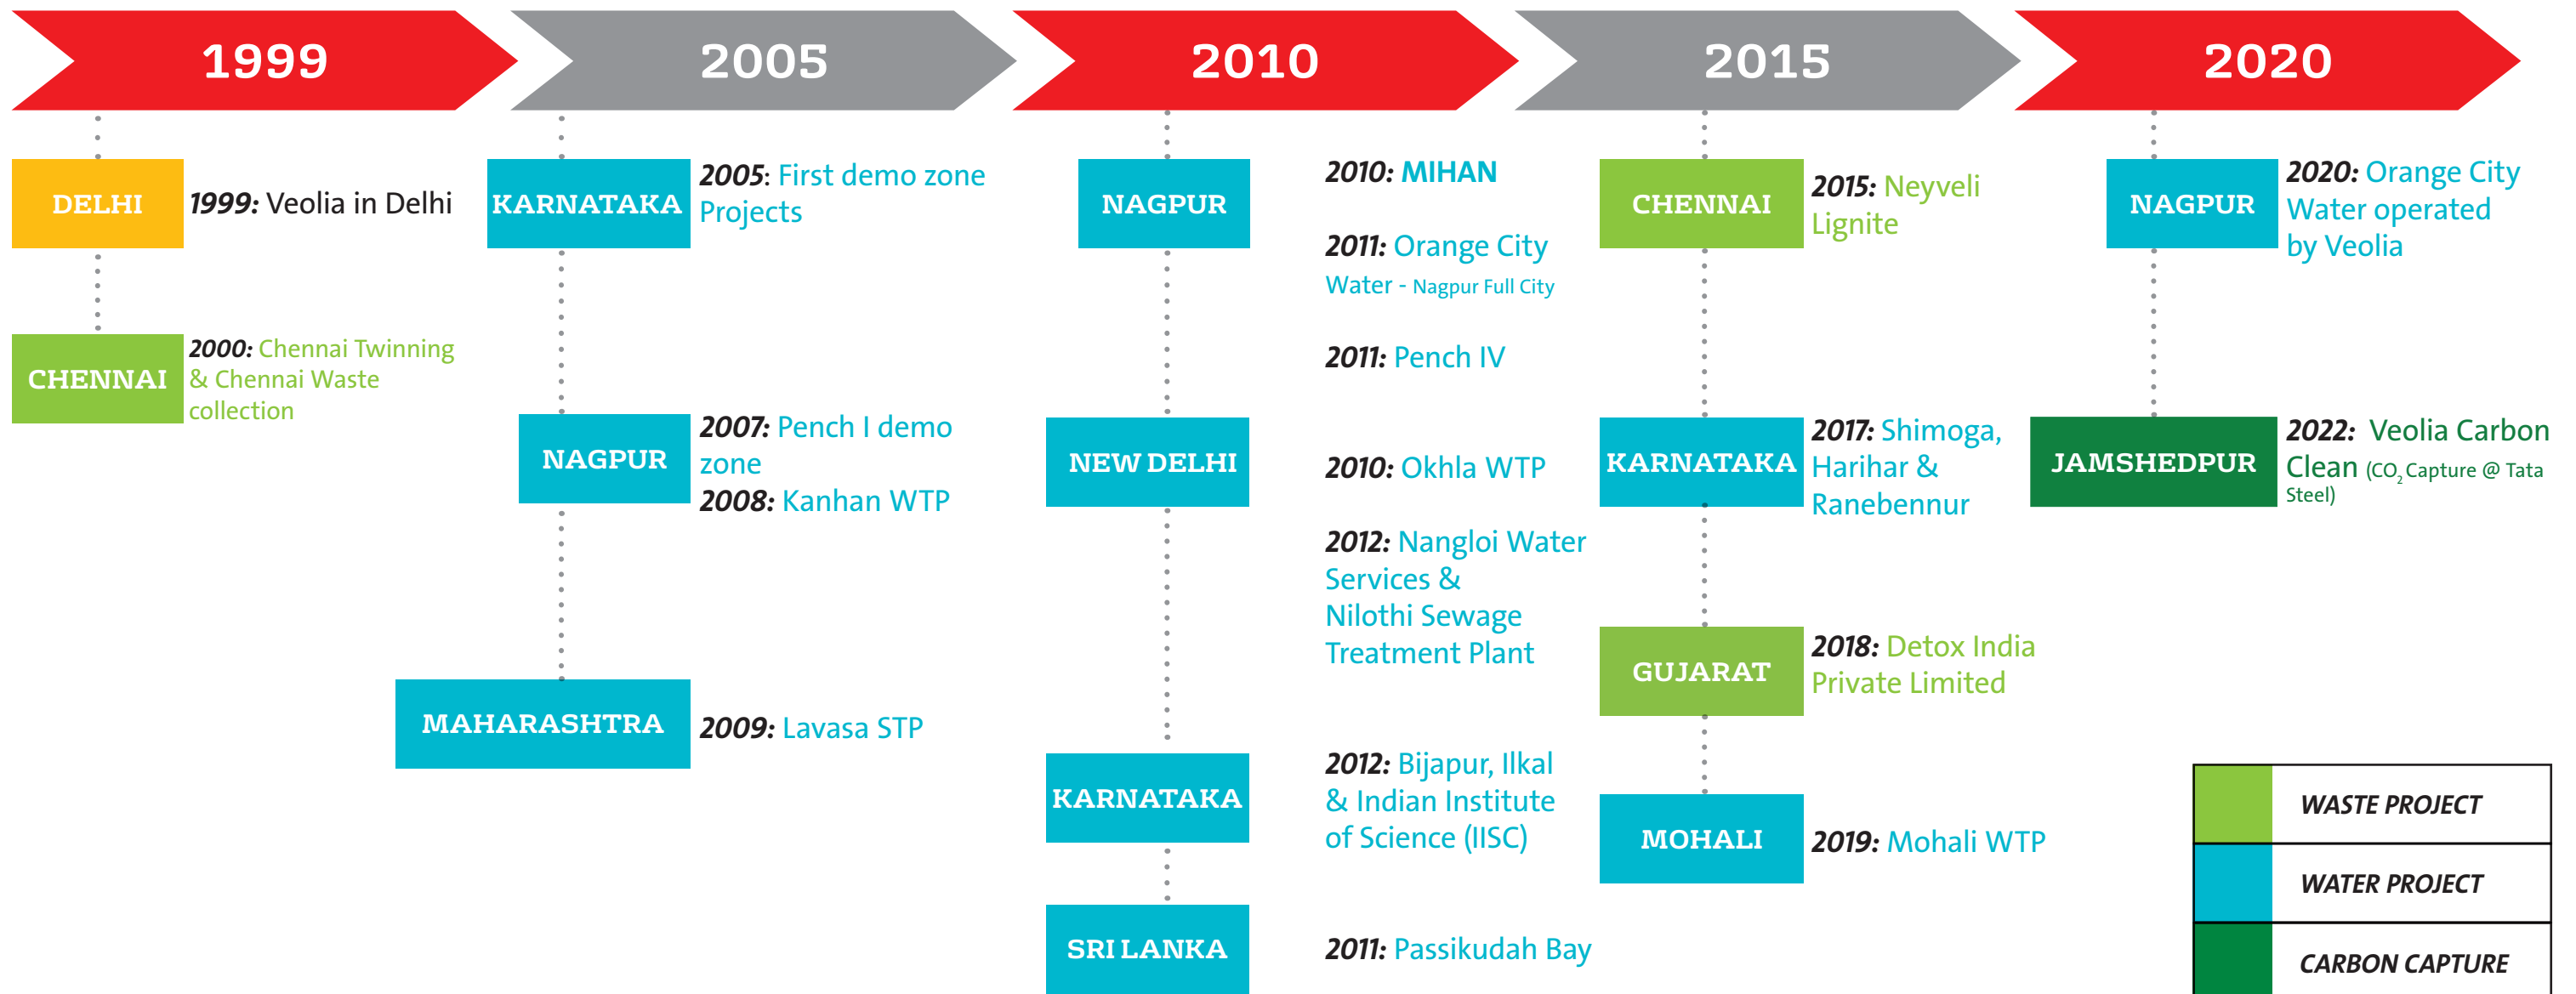 1999
2005
2010
2015
2020
DELHI
1999: Veolia in Delhi
CHENNAI
2000: Chennai Twinning
& Chennai Waste
collection
KARNATAKA
2005: First demo zone
Projects
NAGPUR
2007: Pench I demo
zone
2008: Kanhan WTP
MAHARASHTRA
2009: Lavasa STP
NAGPUR
2010: MIHAN
2011: Orange City
Water - Nagpur Full City
2011: Pench IV
NEW DELHI
2010: Okhla WTP
2012: Nangloi Water
Services &
Nilothi Sewage
Treatment Plant
KARNATAKA
2012: Bijapur, Ilkal
& Indian Institute
of Science (IISC)
SRI LANKA
2011: Passikudah Bay
CHENNAI
2015: Neyveli
Lignite
KARNATAKA
2017: Shimoga,
Harihar &
Ranebennur
GUJARAT
2018: Detox India
Private Limited
MOHALI
2019: Mohali WTP
NAGPUR
2020: Orange City
Water operated
by Veolia
JAMSHEDPUR
2022: Veolia Carbon
Clean (CO₂ Capture @ Tata
Steel)
WASTE PROJECT
WATER PROJECT
CARBON CAPTURE